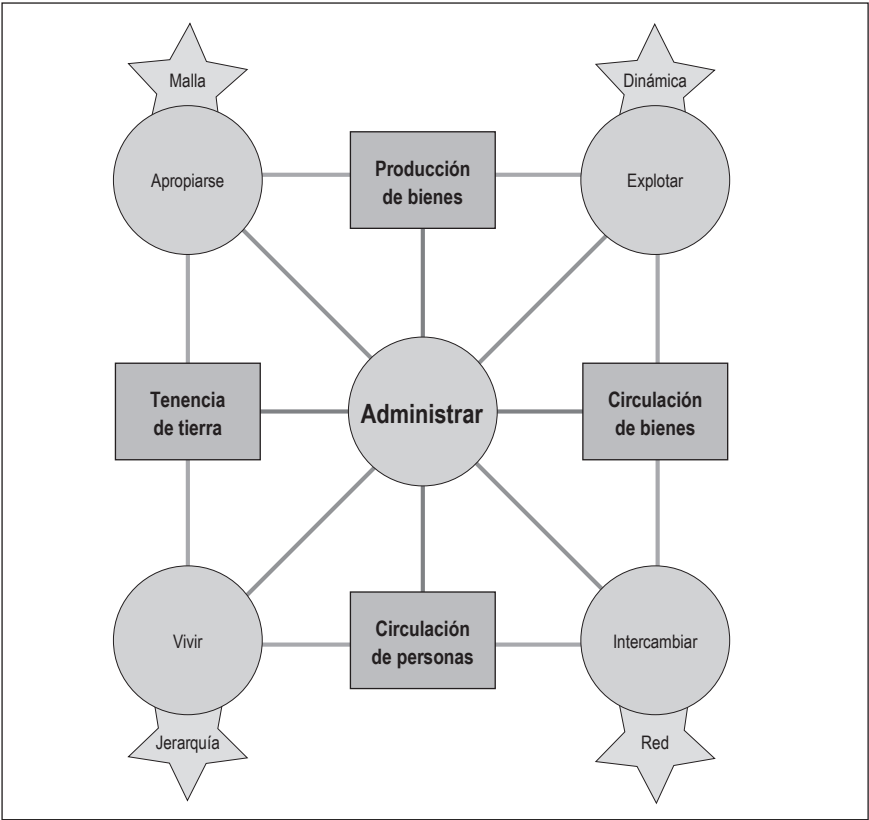 Malla
Dinámica
Apropiarse
Producción
de bienes
Explotar
Tenencia
de tierra
Administrar
Circulación
de bienes
Vivir
Circulación
de personas
Intercambiar
Jerarquía
Red